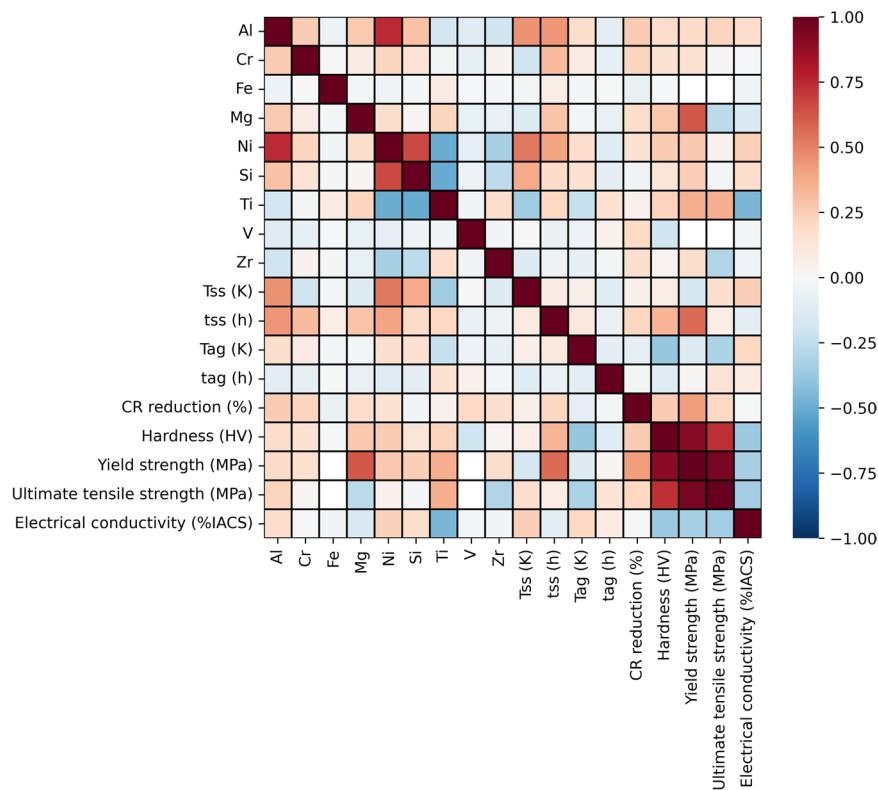 Al
Cr
Fe
Mg
Ni
Si
Ti
V
Zr
Tss (K)
tss (h)
Tag (K)
tag (h)
CR reduction (%)
Hardness (HV)
Yield strength (MPa)
Ultimate tensile strength (MPa)
Electrical conductivity (%IACS)
Al
Cr
Fe
Mg
Ni
Si
Ti
V
Zr
Tss (K)
tss (h)
Tag (K)
tag (h)
CR reduction (%)
Hardness (HV)
Yield strength (MPa)
Ultimate tensile strength (MPa)
Electrical conductivity (%IACS)
1.00
0.75
0.50
0.25
0.00
−0.25
−0.50
−0.75
−1.00